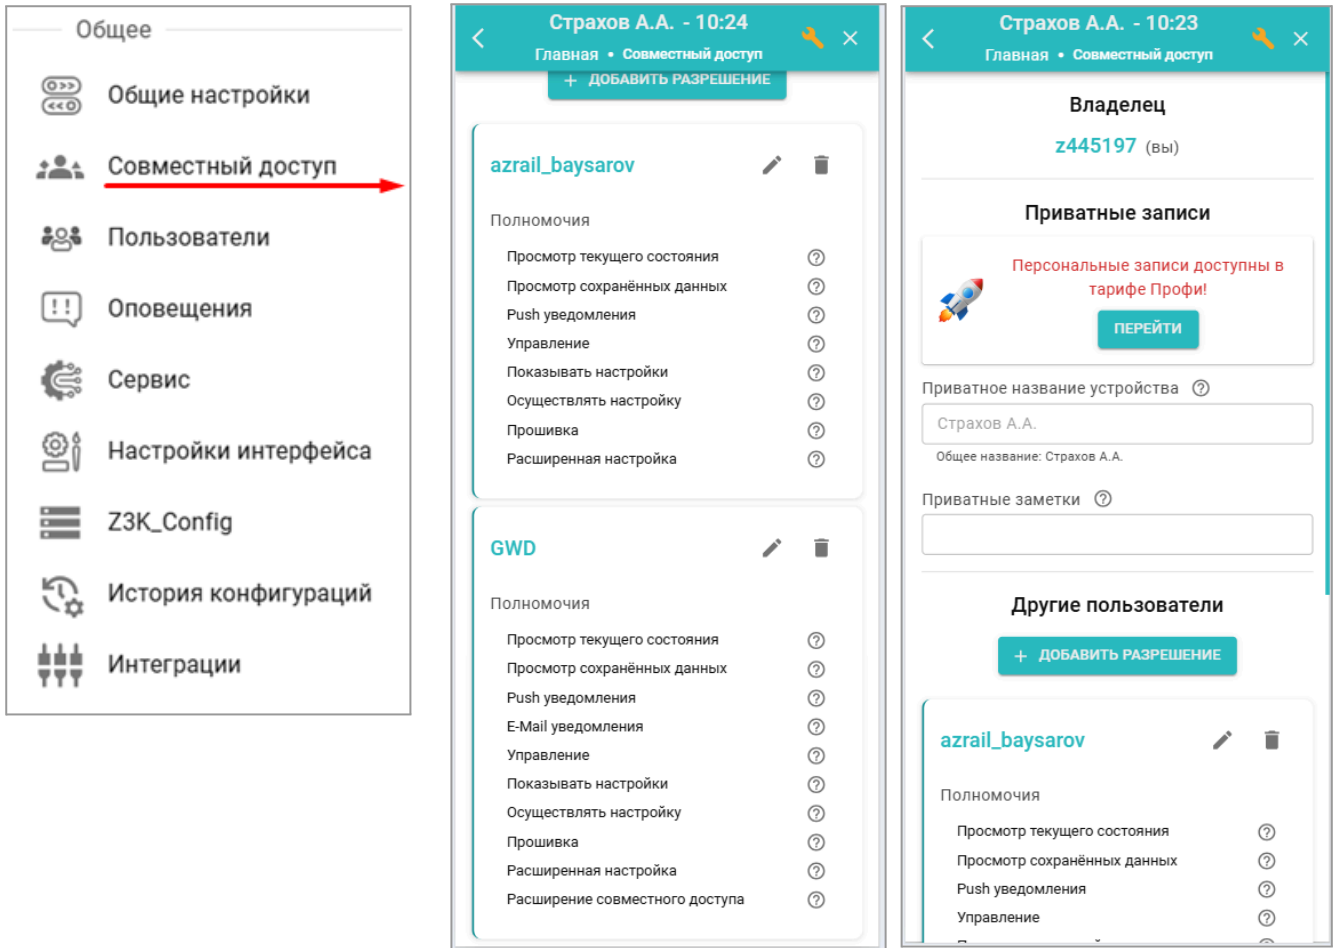 Общее
Общие настройки
Совместный доступ
Пользователи
Оповещения
Сервис
Настройки интерфейса
Z3K_Config
История конфигураций
Интеграции
Страхов А.А. - 10:24
Главная • Совместный доступ
+ ДОБАВИТЬ РАЗРЕШЕНИЕ
azrail_baysarov
Полномочия
Просмотр текущего состояния
Просмотр сохранённых данных
Push уведомления
Управление
Показывать настройки
Осуществлять настройку
Прошивка
Расширенная настройка
GWD
Полномочия
Просмотр текущего состояния
Просмотр сохранённых данных
Push уведомления
E-Mail уведомления
Управление
Показывать настройки
Осуществлять настройку
Прошивка
Расширенная настройка
Расширение совместного доступа
Страхов А.А. - 10:23
Главная • Совместный доступ
Владелец
z445197 (вы)
Приватные записи
Персональные записи доступны в
тарифе Профи!
ПЕРЕЙТИ
Приватное название устройства
Страхов А.А.
Общее название: Страхов А.А.
Приватные заметки
Другие пользователи
+ ДОБАВИТЬ РАЗРЕШЕНИЕ
azrail_baysarov
Полномочия
Просмотр текущего состояния
Просмотр сохранённых данных
Push уведомления
Управление